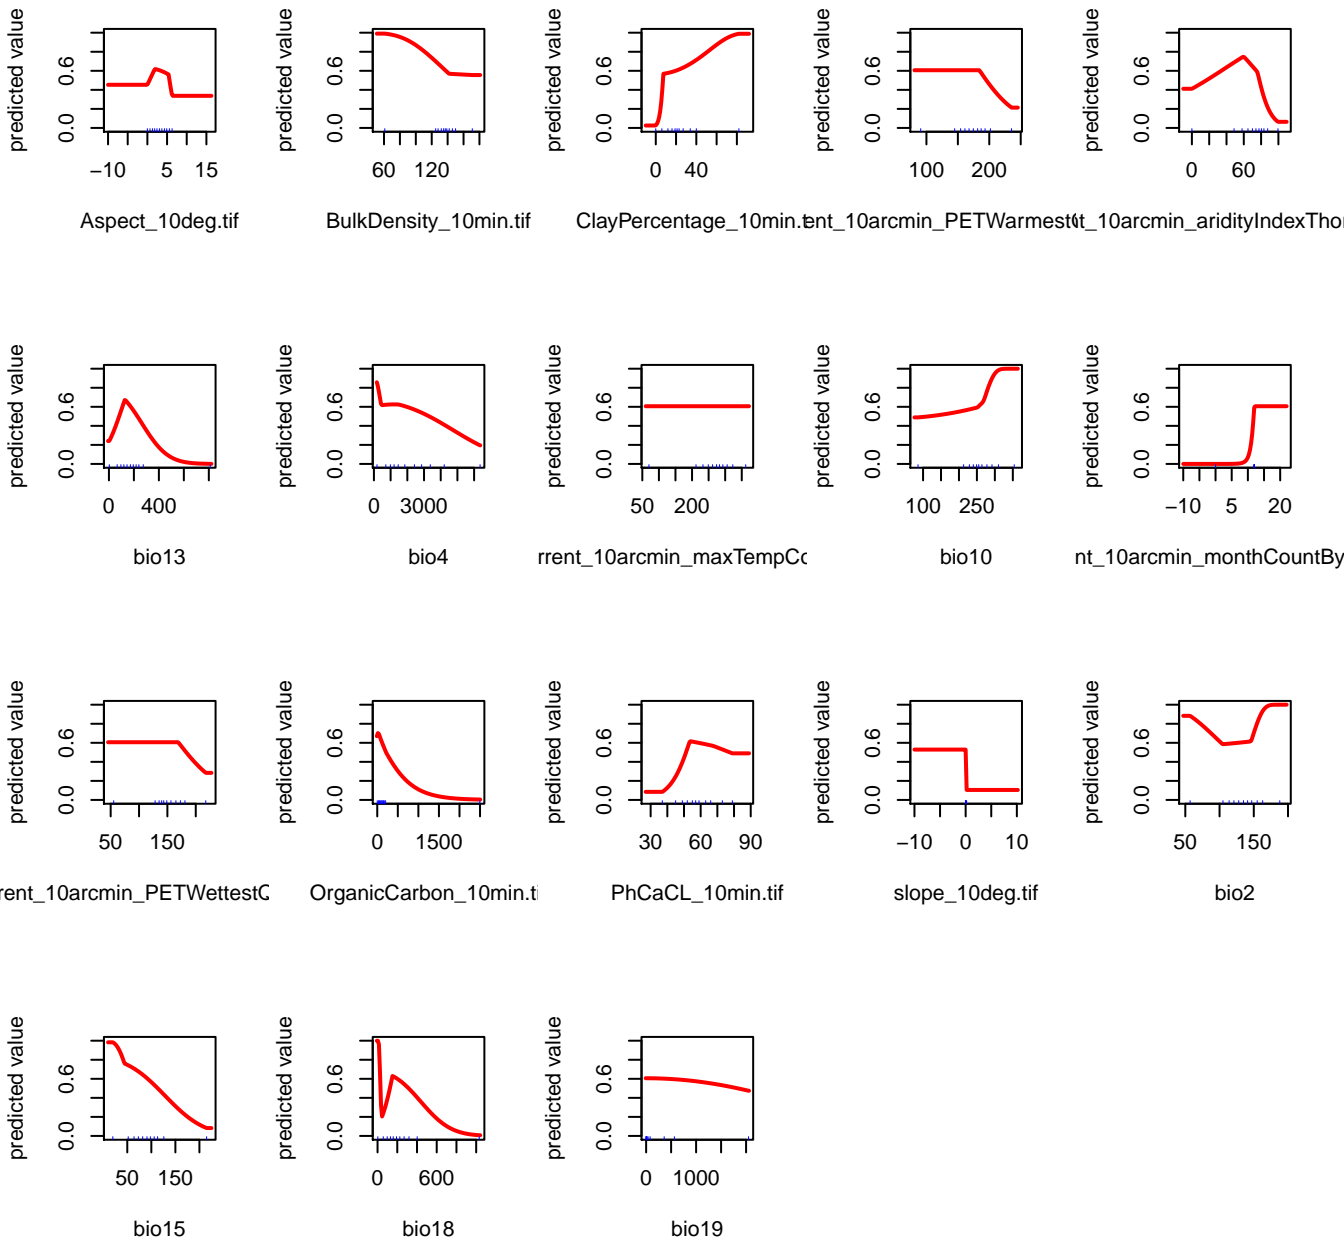 predicted value
0.0 0.6
−10 5 15
Aspect_10deg.tif
predicted value
0.0 0.6
60 120
BulkDensity_10min.tif
predicted value
0.0 0.6
0 40
ClayPercentage_10min.t
predicted value
0.0 0.6
100 200
ent_10arcmin_PETWarmest
predicted value
0.0 0.6
0 60
t_10arcmin_aridityIndexTho
predicted value
0.0 0.6
0 400
bio13
predicted value
0.0 0.6
0 3000
bio4
predicted value
0.0 0.6
50 200
rrent_10arcmin_maxTempCo
predicted value
0.0 0.6
100 250
bio10
predicted value
0.0 0.6
−10 5 20
nt_10arcmin_monthCountBy
predicted value
0.0 0.6
50 150
rent_10arcmin_PETWettestQ
predicted value
0.0 0.6
0 1500
OrganicCarbon_10min.ti
predicted value
0.0 0.6
30 60 90
PhCaCL_10min.tif
predicted value
0.0 0.6
−10 0 10
slope_10deg.tif
predicted value
0.0 0.6
50 150
bio2
predicted value
0.0 0.6
50 150
bio15
predicted value
0.0 0.6
0 600
bio18
predicted value
0.0 0.6
0 1000
bio19